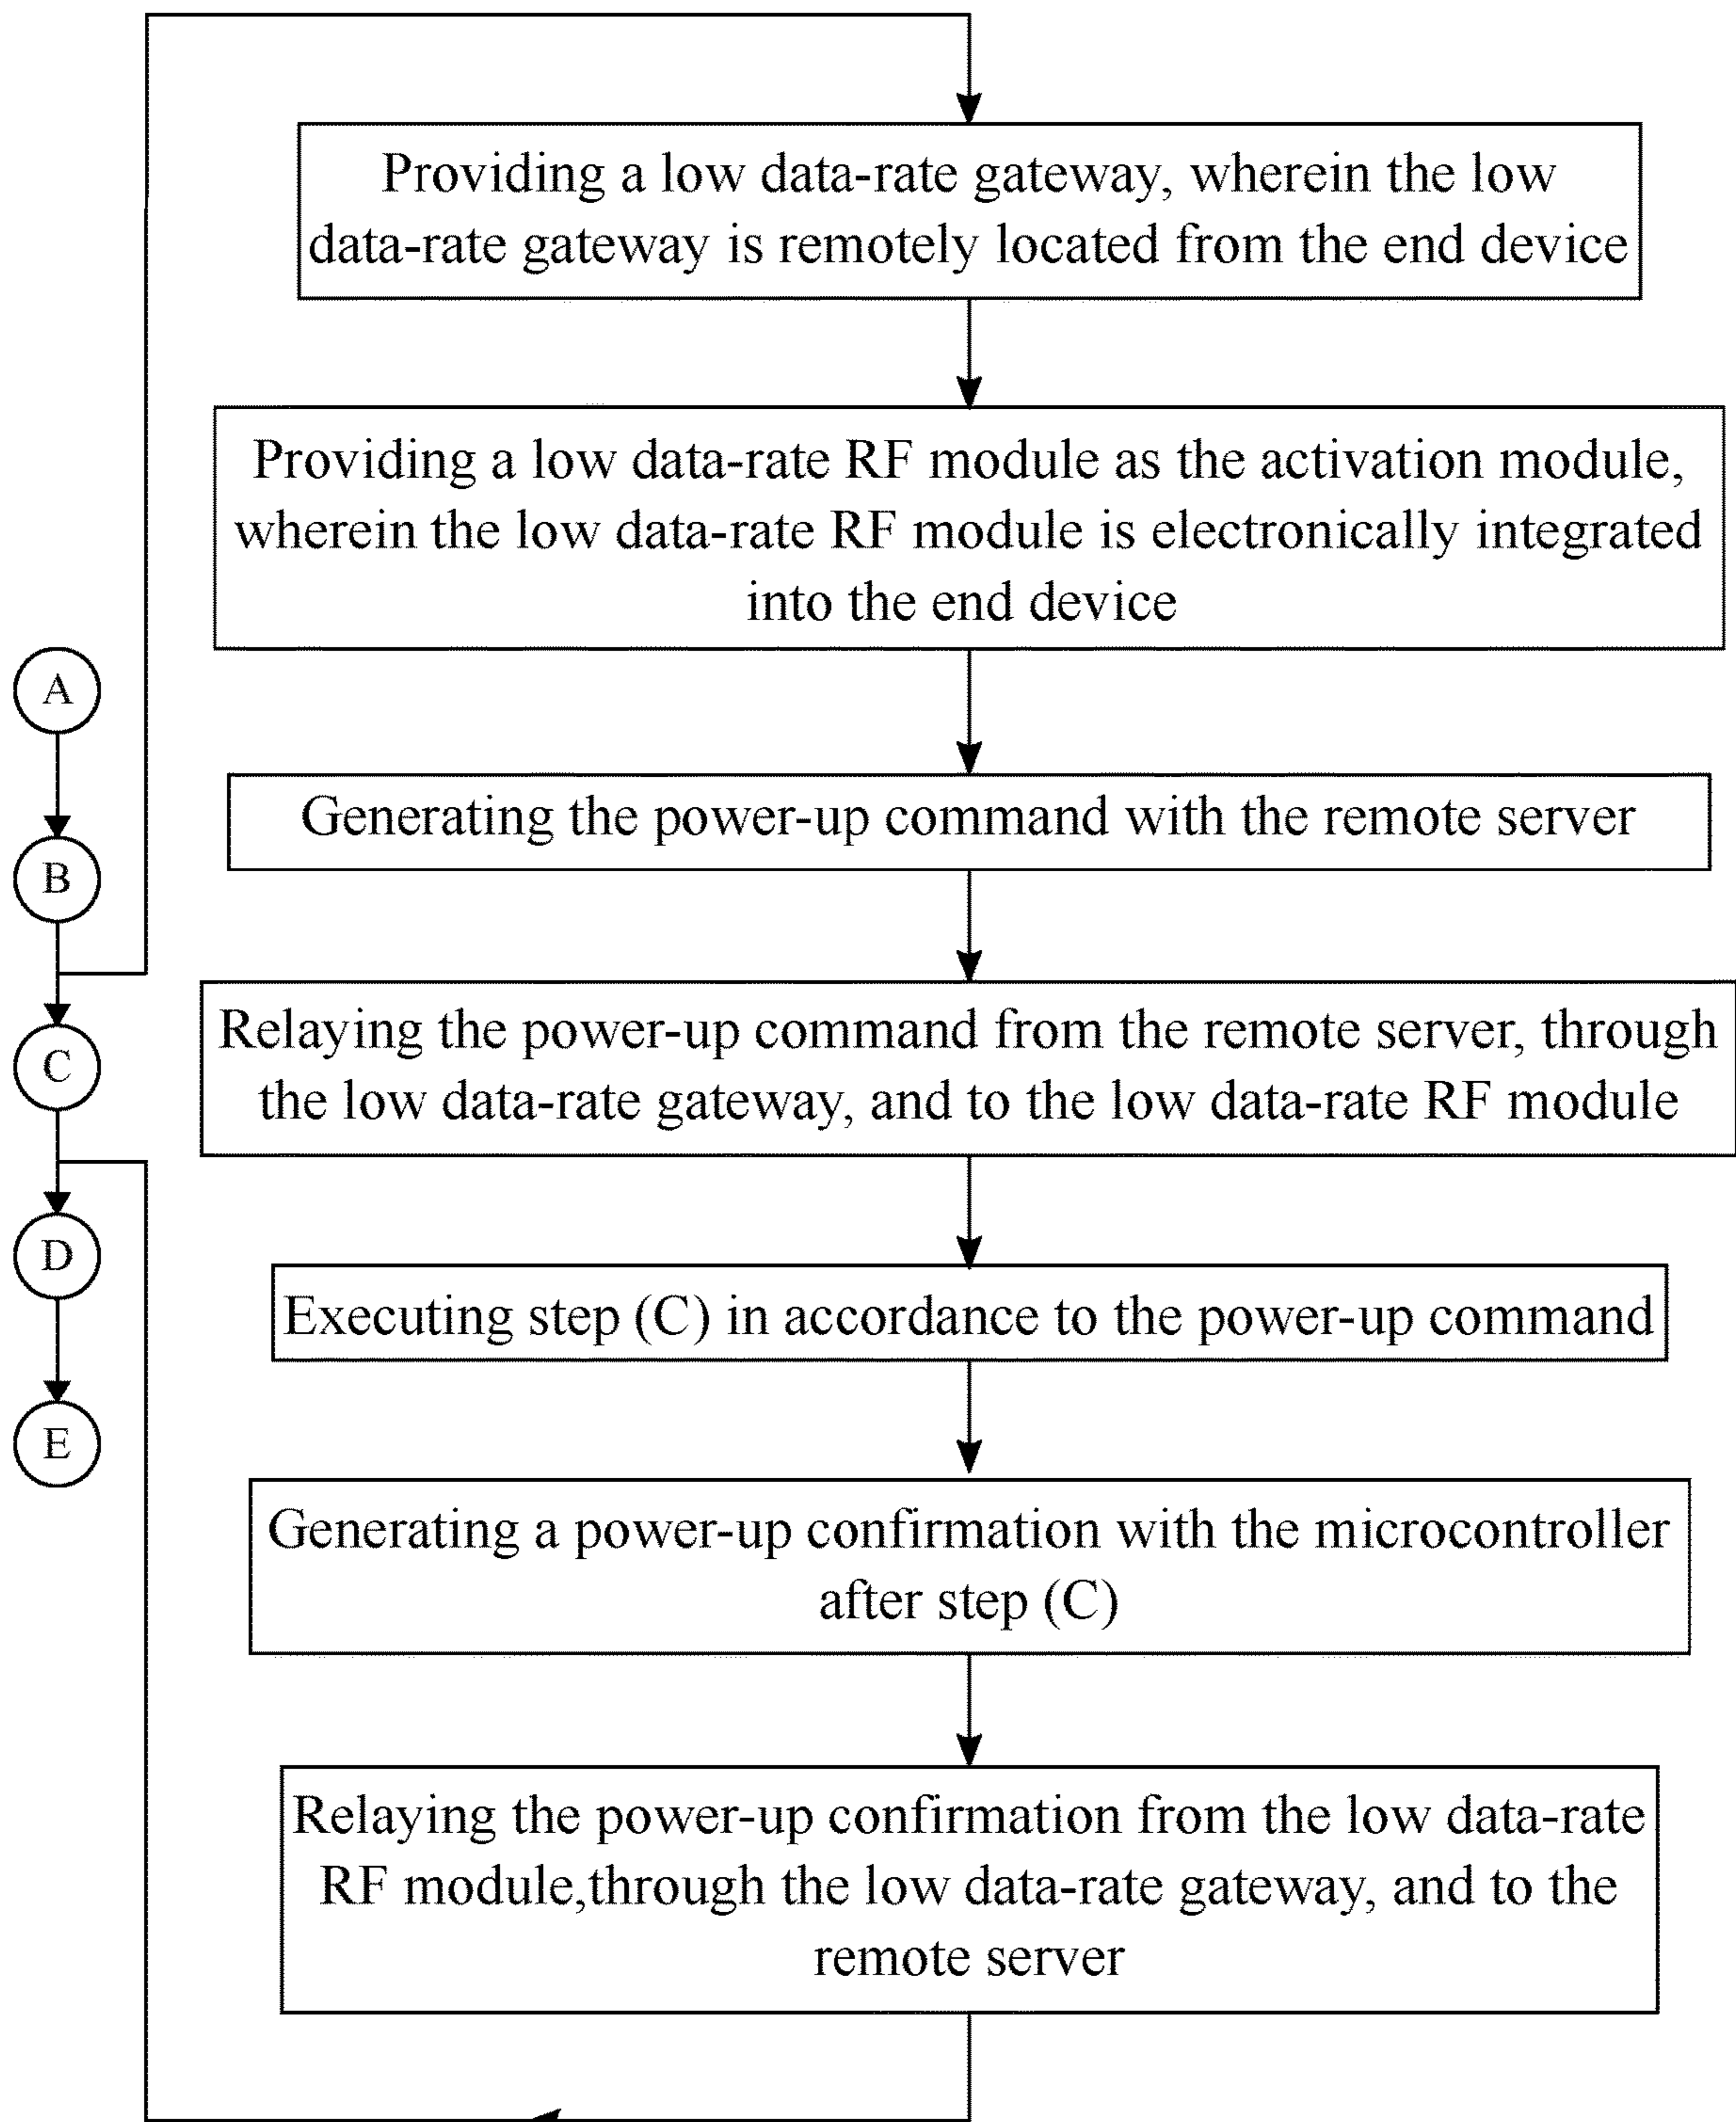 Providing a low data-rate gateway, wherein the low
data-rate gateway is remotely located from the end device
Providing a low data-rate RF module as the activation module,
wherein the low data-rate RF module is electronically integrated
into the end device
A
Generating the power-up command with the remote server
B
Relaying the power-up command from the remote server, through
the low data-rate gateway, and to the low data-rate RF module
C
D
Executing step (C) in accordance to the power-up command
E
Generating a power-up confirmation with the microcontroller
after step (C)
Relaying the power-up confirmation from the low data-rate
RF module,through the low data-rate gateway, and to the
remote server